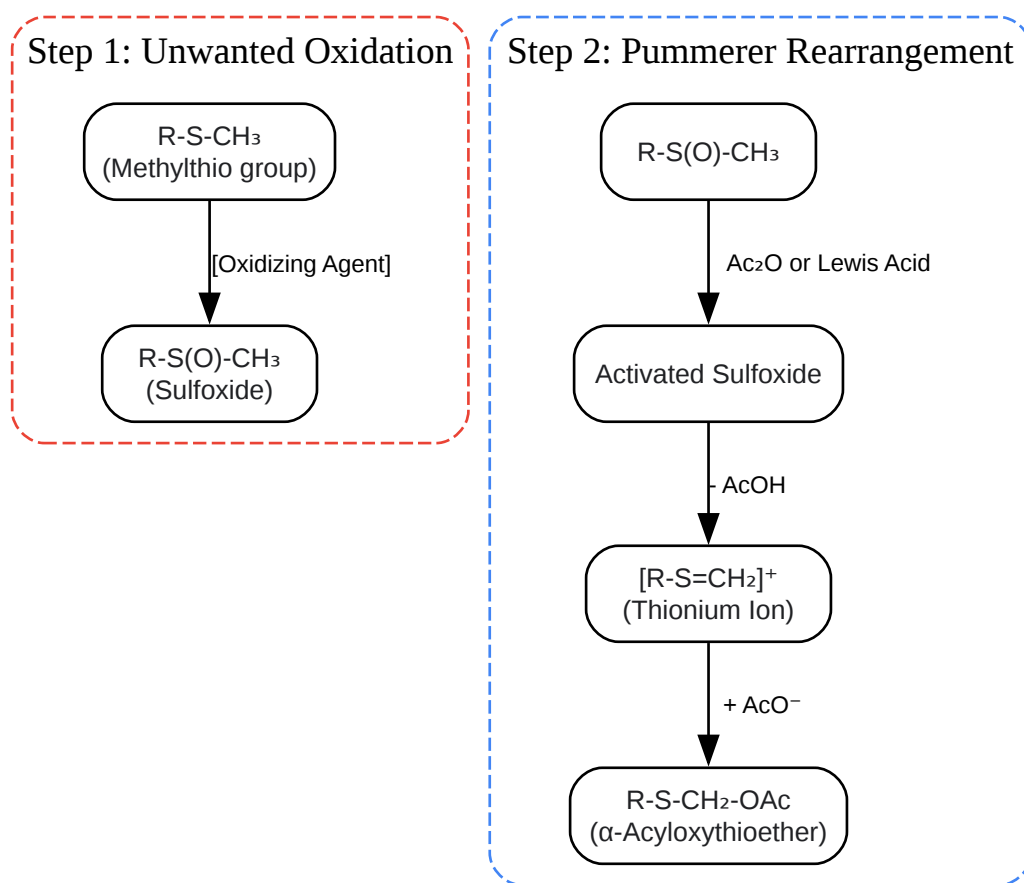 Step 1: Unwanted Oxidation
R-S-CH₃
(Methylthio group)
[Oxidizing Agent]
R-S(O)-CH₃
(Sulfoxide)
Step 2: Pummerer Rearrangement
R-S(O)-CH₃
Ac₂O or Lewis Acid
Activated Sulfoxide
- AcOH
[R-S=CH₂]⁺
(Thionium Ion)
+ AcO⁻
R-S-CH₂-OAc
(α-Acyloxythioether)